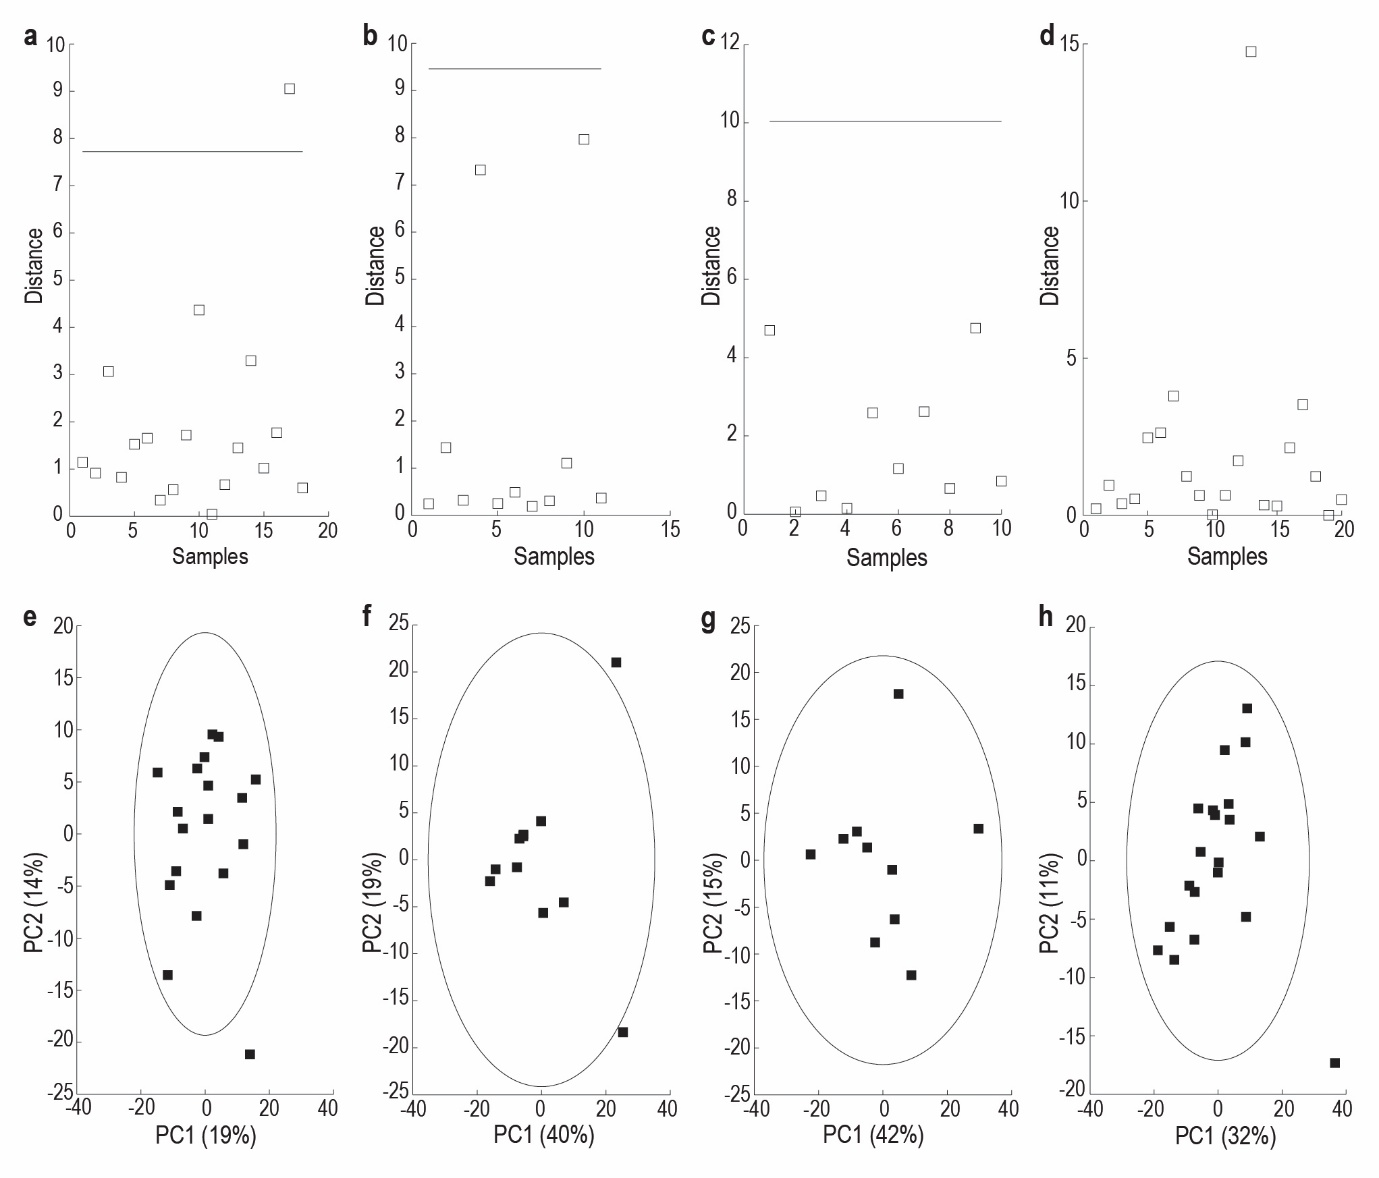 a
10
9
8
7
6
5
4
3
2
1
0
0 5 10 15 20
Distance
Samples
b
10
9
8
7
6
5
4
3
2
1
0
0 5 10 15
Distance
Samples
c
12
10
8
6
4
2
0
0 2 4 6 8 10
Distance
Samples
d
15
10
5
0
0 5 10 15 20
Distance
Samples
e
20
15
10
5
0
-5
-10
-15
-20
-25
-40 -20 0 20 40
PC2 (14%)
PC1 (19%)
f
25
20
15
10
5
0
-5
-10
-15
-20
-25
-40 -20 0 20 40
PC2 (19%)
PC1 (40%)
g
25
20
15
10
5
0
-5
-10
-15
-20
-25
-40 -20 0 20 40
PC2 (15%)
PC1 (42%)
h
20
15
10
5
0
-5
-10
-15
-20
-40 -20 0 20 40
PC2 (11%)
PC1 (32%)